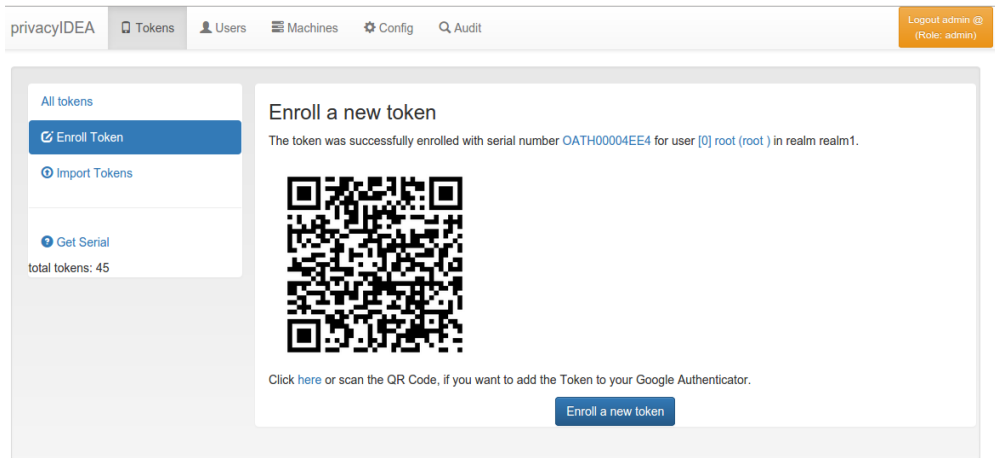 privacyIDEA Tokens Users Machines Config Audit Logout admin @
(Role: admin)
All tokens
Enroll Token
Import Tokens
Get Serial
total tokens: 45
Enroll a new token
The token was successfully enrolled with serial number OATH00004EE4 for user [0] root (root ) in realm realm1.
Click here or scan the QR Code, if you want to add the Token to your Google Authenticator.
Enroll a new token